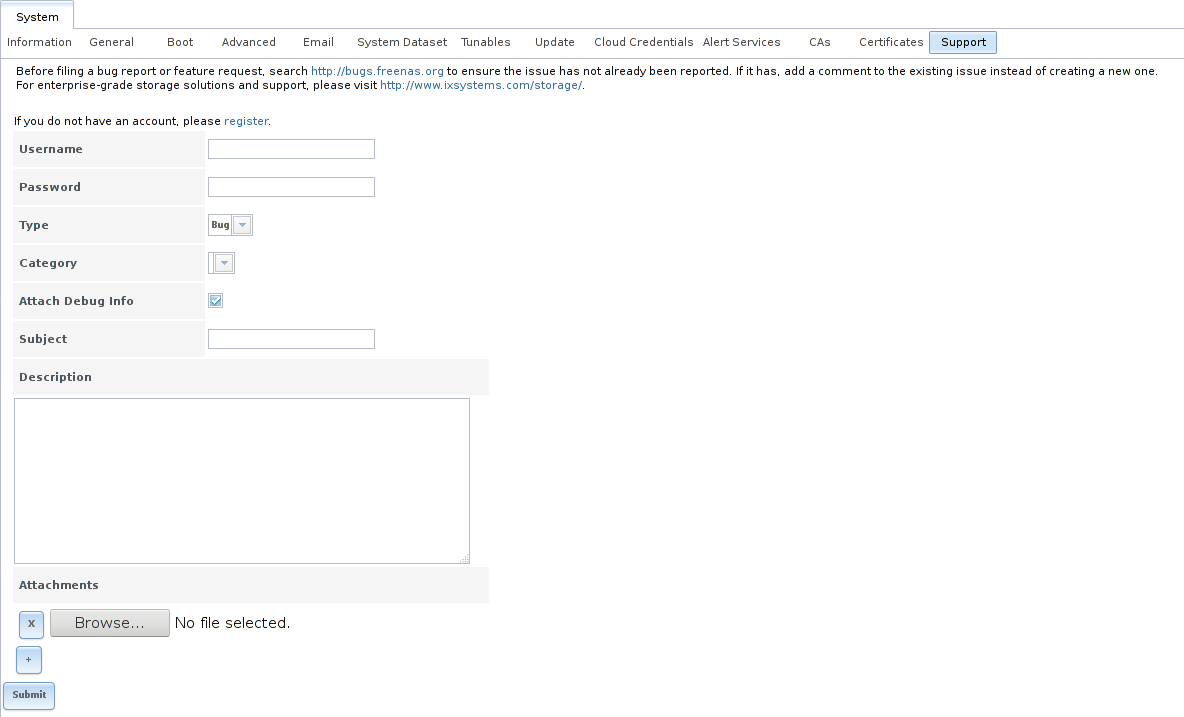 System
Information General Boot Advanced Email System Dataset Tunables Update Cloud Credentials Alert Services CAs Certificates Support
Before filing a bug report or feature request, search http://bugs.freenas.org to ensure the issue has not already been reported. If it has, add a comment to the existing issue instead of creating a new one.
For enterprise-grade storage solutions and support, please visit http://www.ixsystems.com/storage/.
If you do not have an account, please register.
Username
Password
Type Bug
Category
Attach Debug Info
Subject
Description
Attachments
X Browse... No file selected.
+
Submit